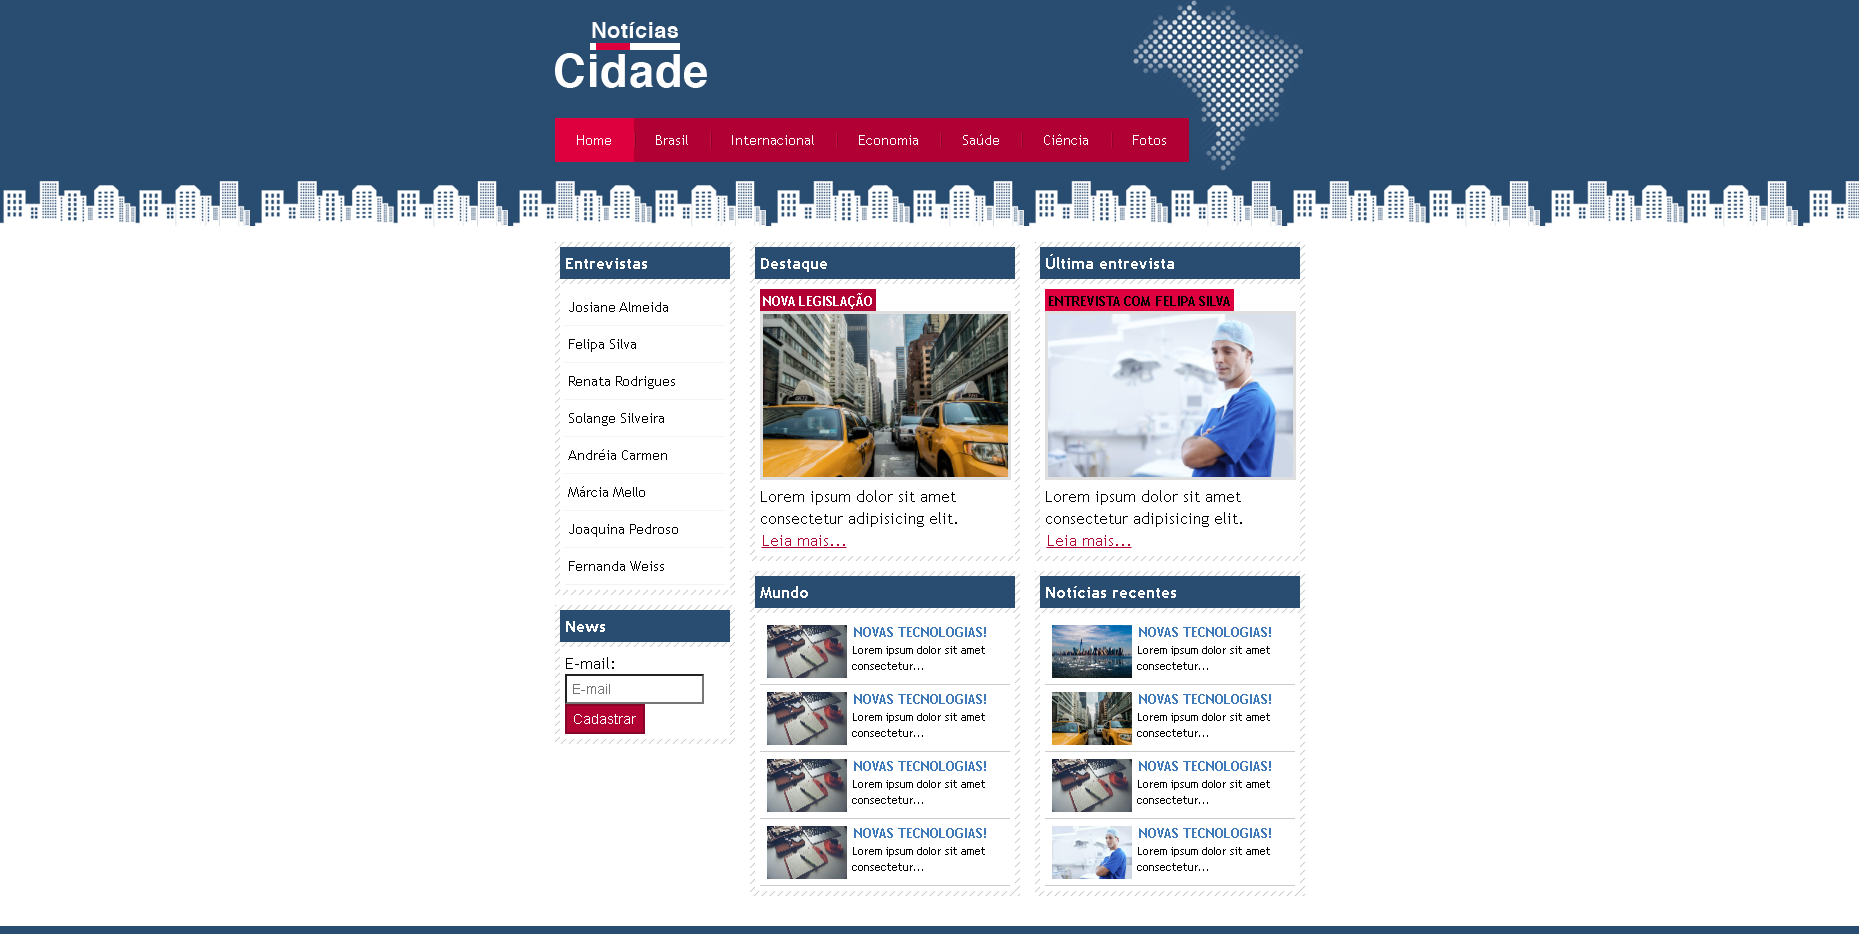 Notícias
Cidade
Home
Brasil
Internacional
Economia
Saúde
Ciência
Fotos
Entrevistas
Josiane Almeida
Felipa Silva
Renata Rodrigues
Solange Silveira
Andréia Carmen
Márcia Mello
Joaquina Pedroso
Fernanda Weiss
News
E-mail:
E-mail
Cadastrar
Destaque
NOVA LEGISLAÇÃO
Lorem ipsum dolor sit amet
consectetur adipisicing elit.
Leia mais...
Última entrevista
ENTREVISTA COM FELIPA SILVA
Lorem ipsum dolor sit amet
consectetur adipisicing elit.
Leia mais...
Mundo
NOVAS TECNOLOGIAS!
Lorem ipsum dolor sit amet
consectetur...
NOVAS TECNOLOGIAS!
Lorem ipsum dolor sit amet
consectetur...
NOVAS TECNOLOGIAS!
Lorem ipsum dolor sit amet
consectetur...
NOVAS TECNOLOGIAS!
Lorem ipsum dolor sit amet
consectetur...
Notícias recentes
NOVAS TECNOLOGIAS!
Lorem ipsum dolor sit amet
consectetur...
NOVAS TECNOLOGIAS!
Lorem ipsum dolor sit amet
consectetur...
NOVAS TECNOLOGIAS!
Lorem ipsum dolor sit amet
consectetur...
NOVAS TECNOLOGIAS!
Lorem ipsum dolor sit amet
consectetur...